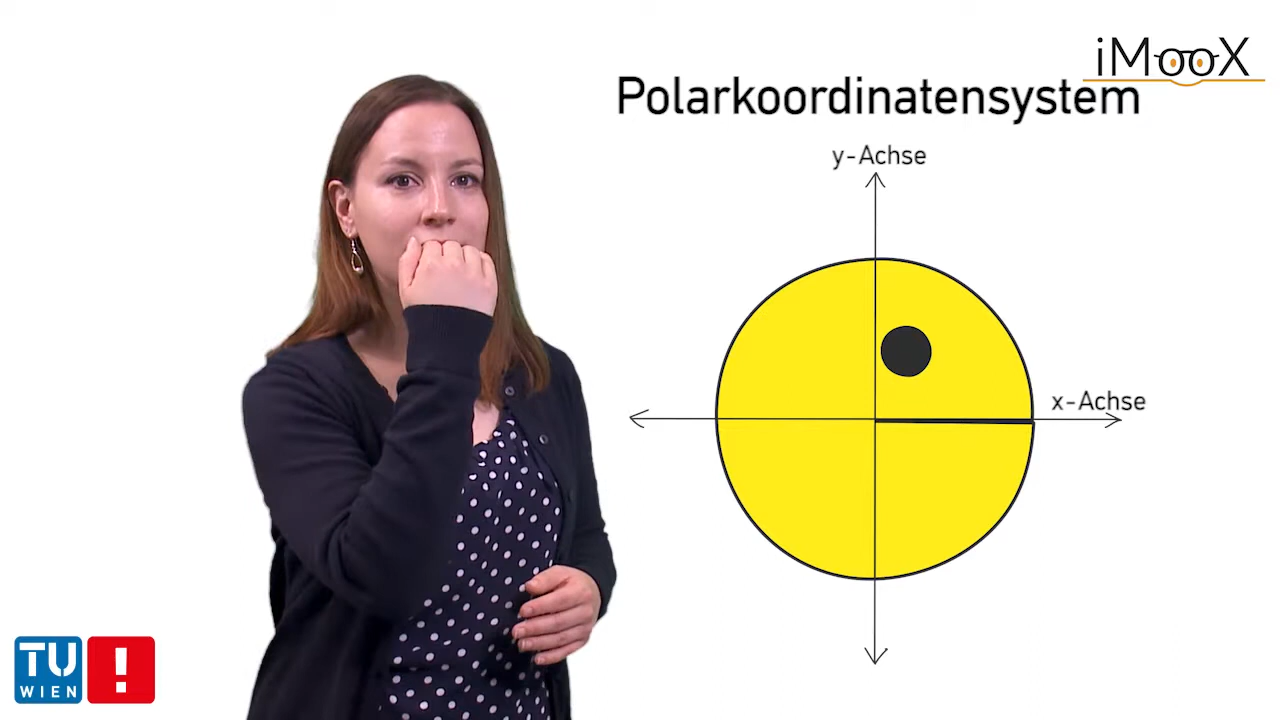 iMooX
Polarkoordinatensystem
y-Achse
x-Achse
TU
WIEN
!